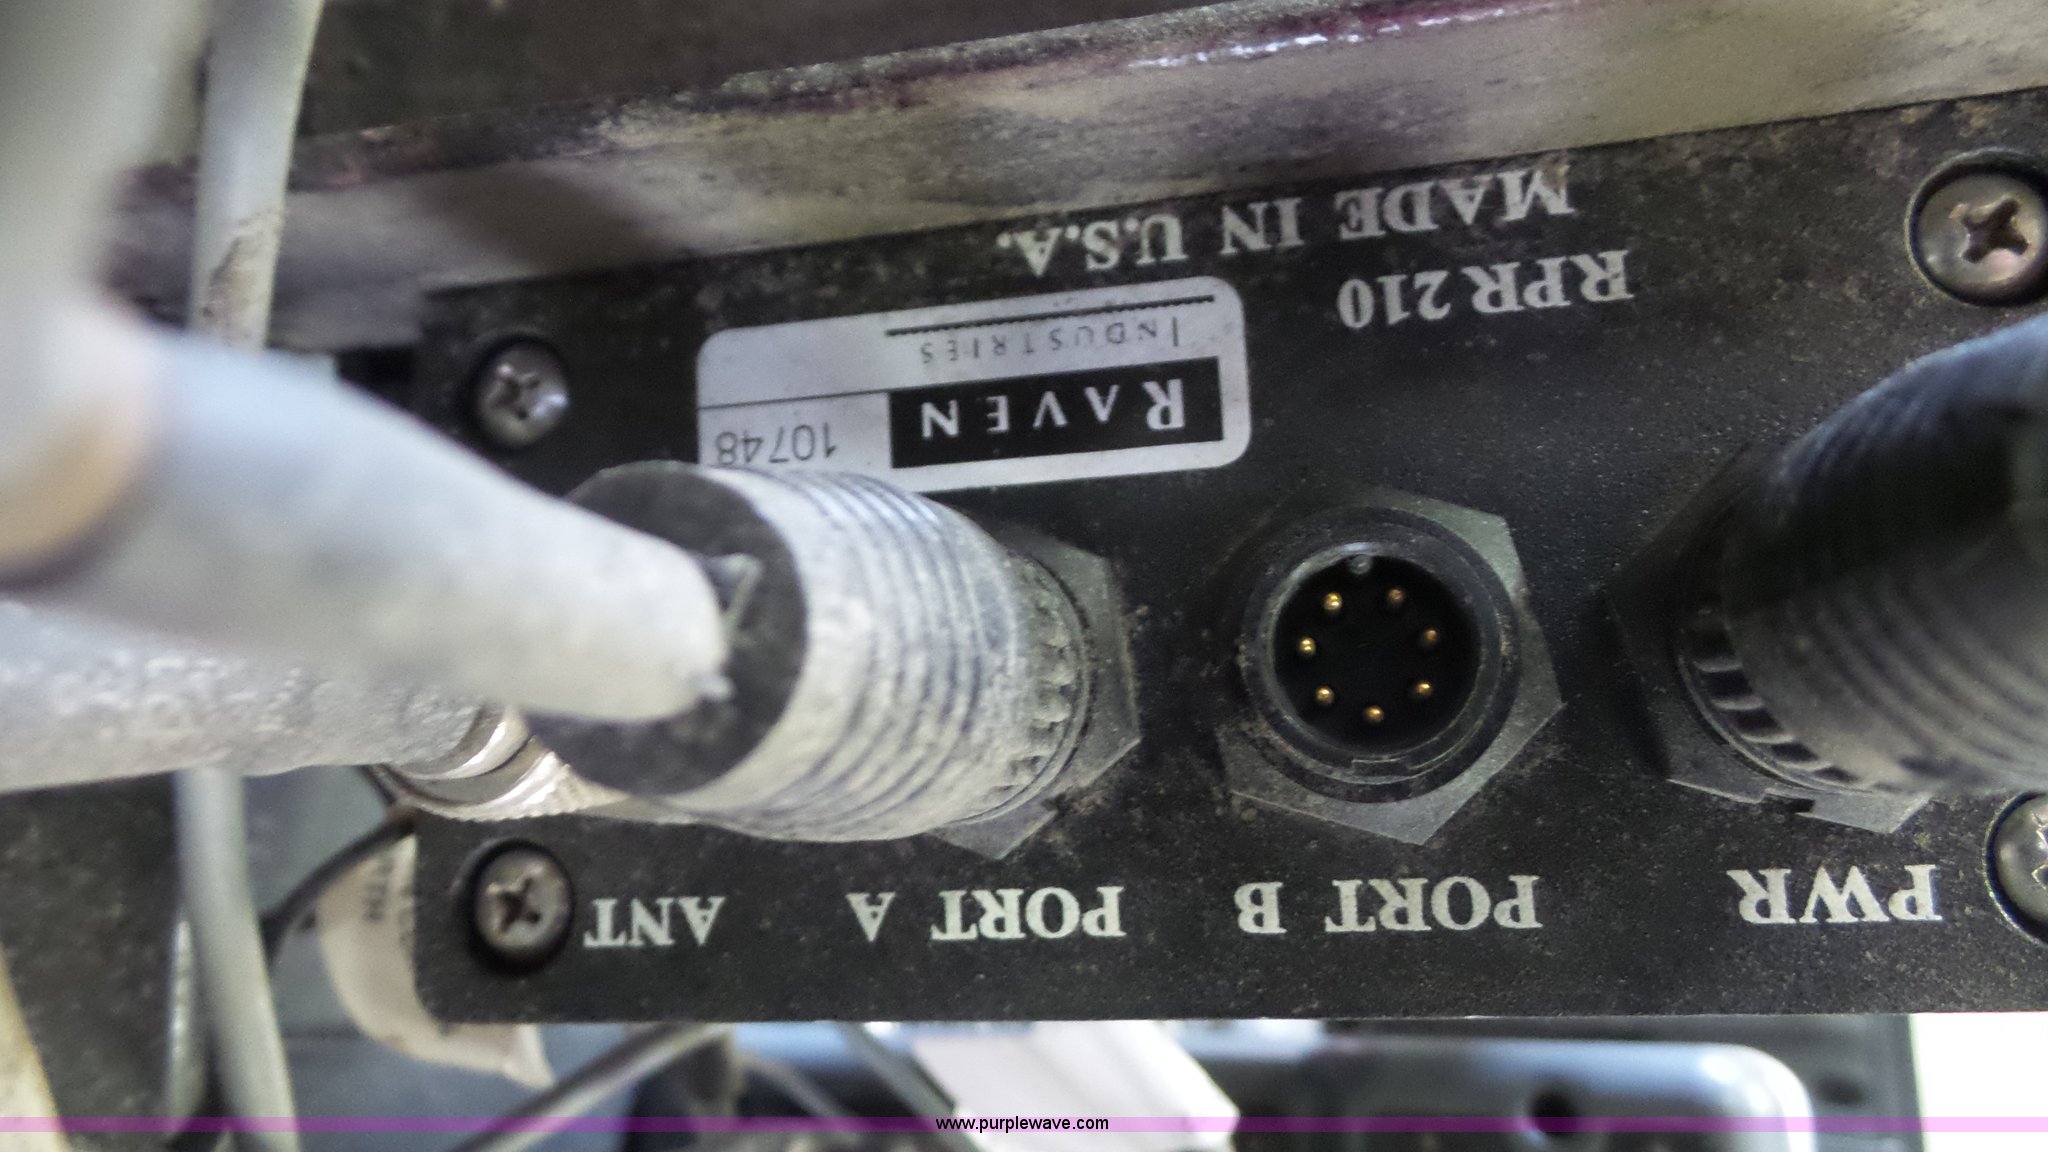 PWR PORT B PORT A ANT
RAVEN 10748
INDUSTRIES
RPR 210
MADE IN U.S.A.
www.purplewave.com